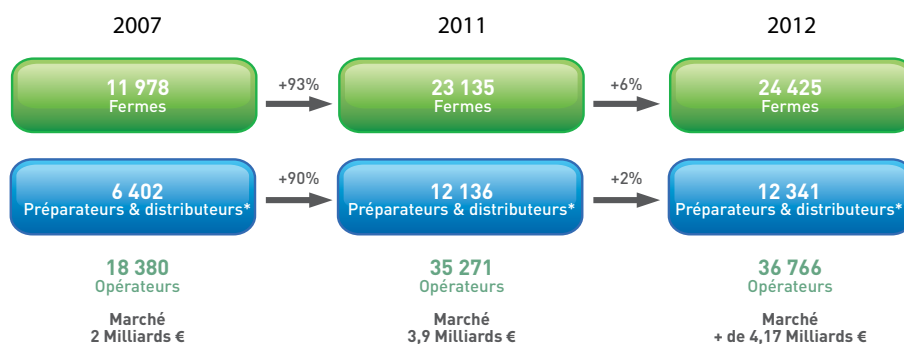 2007
2011
2012
11 978
Fermes
+93%
23 135
Fermes
+6%
24 425
Fermes
6 402
Préparateurs & distributeurs*
+90%
12 136
Préparateurs & distributeurs*
+2%
12 341
Préparateurs & distributeurs*
18 380
Opérateurs
35 271
Opérateurs
36 766
Opérateurs
Marché
2 Milliards €
Marché
3,9 Milliards €
Marché
+ de 4,17 Milliards €